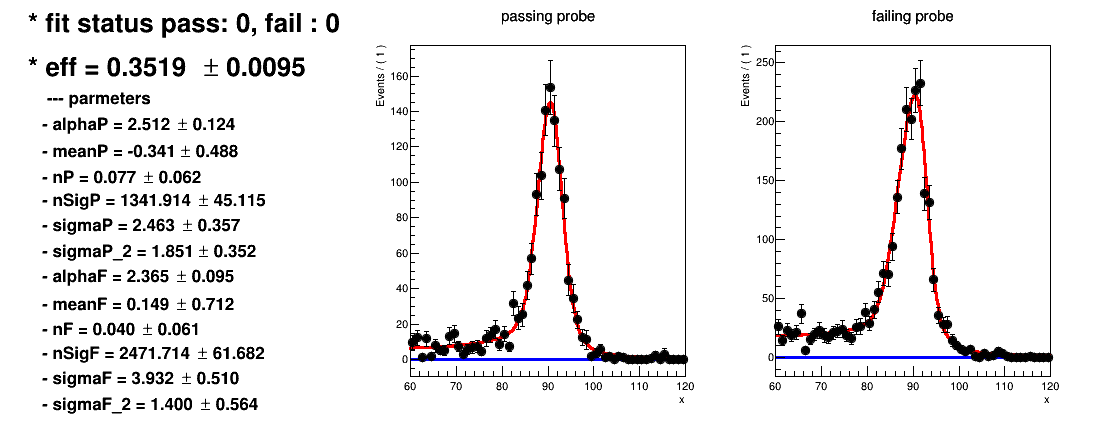 * fit status pass: 0, fail : 0
* eff = 0.3519 ± 0.0095
--- parmeters
- alphaP = 2.512 ± 0.124
- meanP = -0.341 ± 0.488
- nP = 0.077 ± 0.062
- nSigP = 1341.914 ± 45.115
- sigmaP = 2.463 ± 0.357
- sigmaP_2 = 1.851 ± 0.352
- alphaF = 2.365 ± 0.095
- meanF = 0.149 ± 0.712
- nF = 0.040 ± 0.061
- nSigF = 2471.714 ± 61.682
- sigmaF = 3.932 ± 0.510
- sigmaF_2 = 1.400 ± 0.564
passing probe
Events / ( 1 )
160
140
120
100
80
60
40
20
0
60 70 80 90 100 110 120
x
failing probe
Events / ( 1 )
250
200
150
100
50
0
60 70 80 90 100 110 120
x